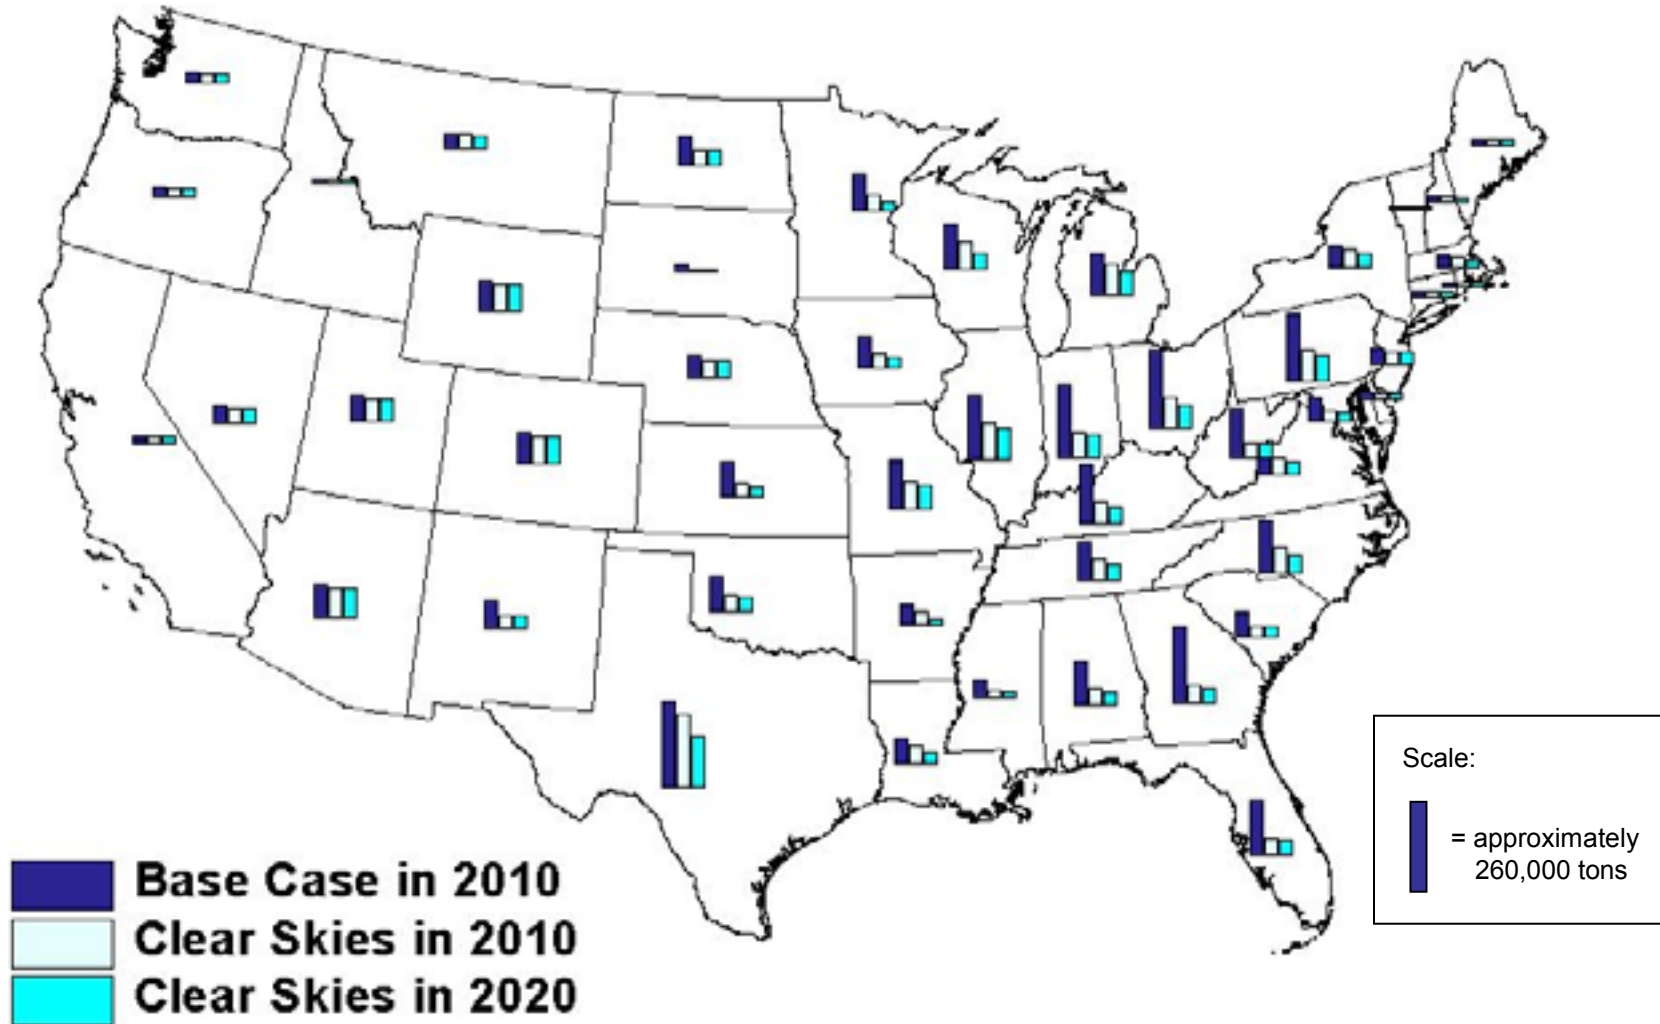 Scale:
= approximately
260,000 tons
Base Case in 2010
Clear Skies in 2010
Clear Skies in 2020